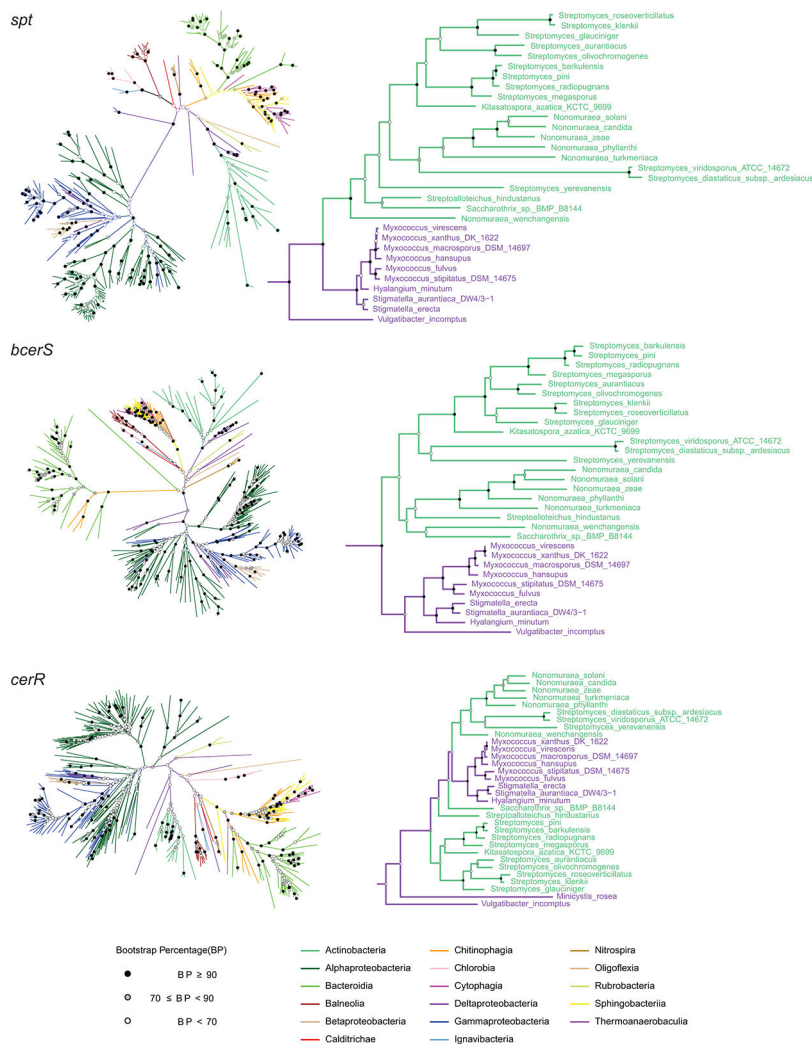 spt
Streptomyces_roseoverticillatus
Streptomyces_klenkii
Streptomyces_glauciniger
Streptomyces_aurantiacus
Streptomyces_olivochromogenes
Streptomyces_barkulensis
Streptomyces_pini
Streptomyces_radiopugnans
Streptomyces_megasporus
Kitasatospora_azatica_KCTC_9699
Nonomuraea_solani
Nonomuraea_candida
Nonomuraea_zeae
Nonomuraea_phyllanthi
Nonomuraea_turkmeniaca
Streptomyces_viridosporus_ATCC_14672
Streptomyces_diastaticus_subsp._ardesiacus
Streptomyces_yerevanensis
Streptoalloteichus_hindustanus
Saccharothrix_sp._BMP_B8144
Nonomuraea_wenchangensis
Myxococcus_virescens
Myxococcus_xanthus_DK_1622
Myxococcus_macrosporus_DSM_14697
Myxococcus_hansupus
Myxococcus_fulvus
Myxococcus_stipitatus_DSM_14675
Hyalangium_minutum
Stigmatella_aurantiaca_DW4/3−1
Stigmatella_erecta
Vulgatibacter_incomptus
bcerS
Streptomyces_barkulensis
Streptomyces_pini
Streptomyces_radiopugnans
Streptomyces_megasporus
Streptomyces_aurantiacus
Streptomyces_olivochromogenes
Streptomyces_klenkii
Streptomyces_roseoverticillatus
Streptomyces_glauciniger
Kitasatospora_azatica_KCTC_9699
Streptomyces_viridosporus_ATCC_14672
Streptomyces_diastaticus_subsp._ardesiacus
Streptomyces_yerevanensis
Nonomuraea_candida
Nonomuraea_solani
Nonomuraea_zeae
Nonomuraea_phyllanthi
Nonomuraea_turkmeniaca
Streptoalloteichus_hindustanus
Nonomuraea_wenchangensis
Saccharothrix_sp._BMP_B8144
Myxococcus_virescens
Myxococcus_xanthus_DK_1622
Myxococcus_macrosporus_DSM_14697
Myxococcus_hansupus
Myxococcus_stipitatus_DSM_14675
Myxococcus_fulvus
Stigmatella_erecta
Stigmatella_aurantiaca_DW4/3−1
Hyalangium_minutum
Vulgatibacter_incomptus
cerR
Nonomuraea_solani
Nonomuraea_candida
Nonomuraea_zeae
Nonomuraea_turkmeniaca
Nonomuraea_phyllanthi
Streptomyces_diastaticus_subsp._ardesiacus
Streptomyces_viridosporus_ATCC_14672
Streptomyces_yerevanensis
Nonomuraea_wenchangensis
Myxococcus_xanthus_DK_1622
Myxococcus_virescens
Myxococcus_macrosporus_DSM_14697
Myxococcus_hansupus
Myxococcus_stipitatus_DSM_14675
Myxococcus_fulvus
Stigmatella_erecta
Stigmatella_aurantiaca_DW4/3−1
Hyalangium_minutum
Saccharothrix_sp._BMP_B8144
Streptoalloteichus_hindustanus
Streptomyces_pini
Streptomyces_barkulensis
Streptomyces_radiopugnans
Streptomyces_megasporus
Kitasatospora_azatica_KCTC_9699
Streptomyces_aurantiacus
Streptomyces_olivochromogenes
Streptomyces_roseoverticillatus
Streptomyces_klenkii
Streptomyces_glauciniger
Minicystis_rosea
Vulgatibacter_incomptus
Bootstrap Percentage(BP)
BP ≥ 90
70 ≤ BP < 90
BP < 70
Actinobacteria
Alphaproteobacteria
Bacteroidia
Balneolia
Betaproteobacteria
Calditrichae
Chitinophagia
Chlorobia
Cytophagia
Deltaproteobacteria
Gammaproteobacteria
Ignavibacteria
Nitrospira
Oligoflexia
Rubrobacteria
Sphingobacteriia
Thermoanaerobaculia